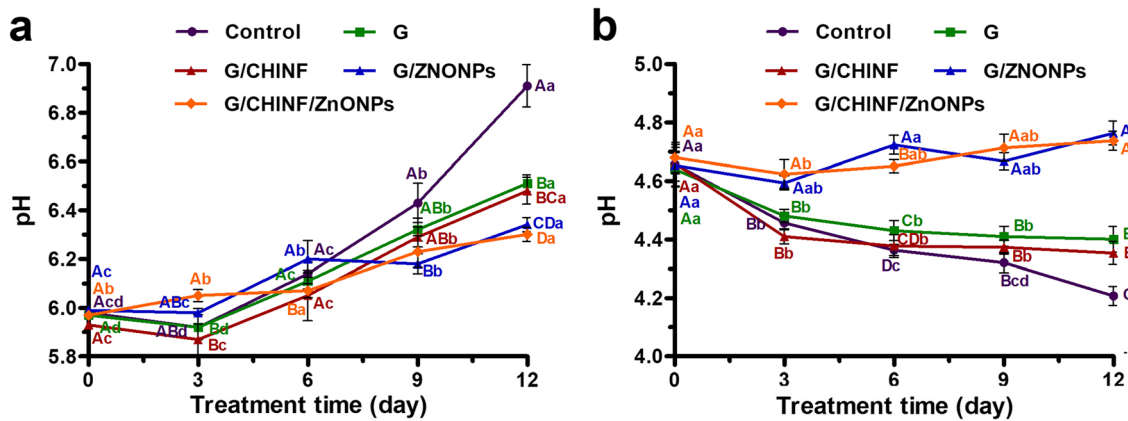 a
Control
G
G/CHINF
G/ZNONPs
G/CHINF/ZnONPs
7.0
6.8
6.6
6.4
6.2
6.0
5.8
pH
Aa
Ab
Ba
ABb
BCa
Ab
Ac
CDa
ABb
Ac
Da
Ac
Ab
Bb
Ab
ABc
Ba
Ac
Acd
Ad
ABd
Bd
Ac
Bc
0
3
6
9
12
Treatment time (day)
b
Control
G
G/CHINF
G/ZNONPs
G/CHINF/ZnONPs
5.0
4.8
4.6
4.4
4.2
4.0
pH
Aa
Aa
Aa
Aab
Ab
Bab
Aab
Aab
Aa
Aa
Aa
Bb
Cb
Bb
Bb
CDb
Bb
Bb
Dc
Bcd
0
3
6
9
12
Treatment time (day)